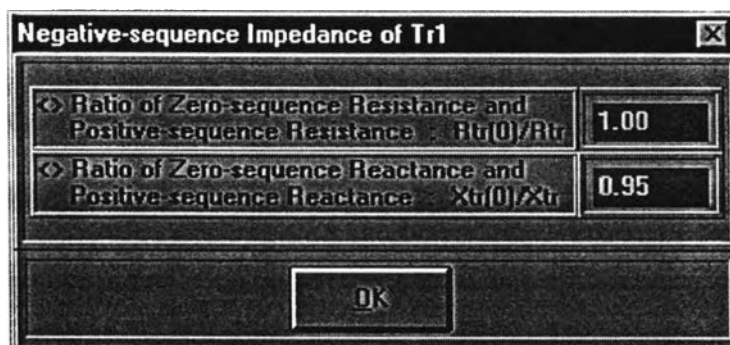 Negative-sequence Impedance of Tr1
<> Ratio of Zero-sequence Resistance and
Positive-sequence Resistance : Rtr(0)/Rtr
1.00
<> Ratio of Zero-sequence Reactance and
Positive-sequence Reactance : Xtr(0)/Xtr
0.95
OK